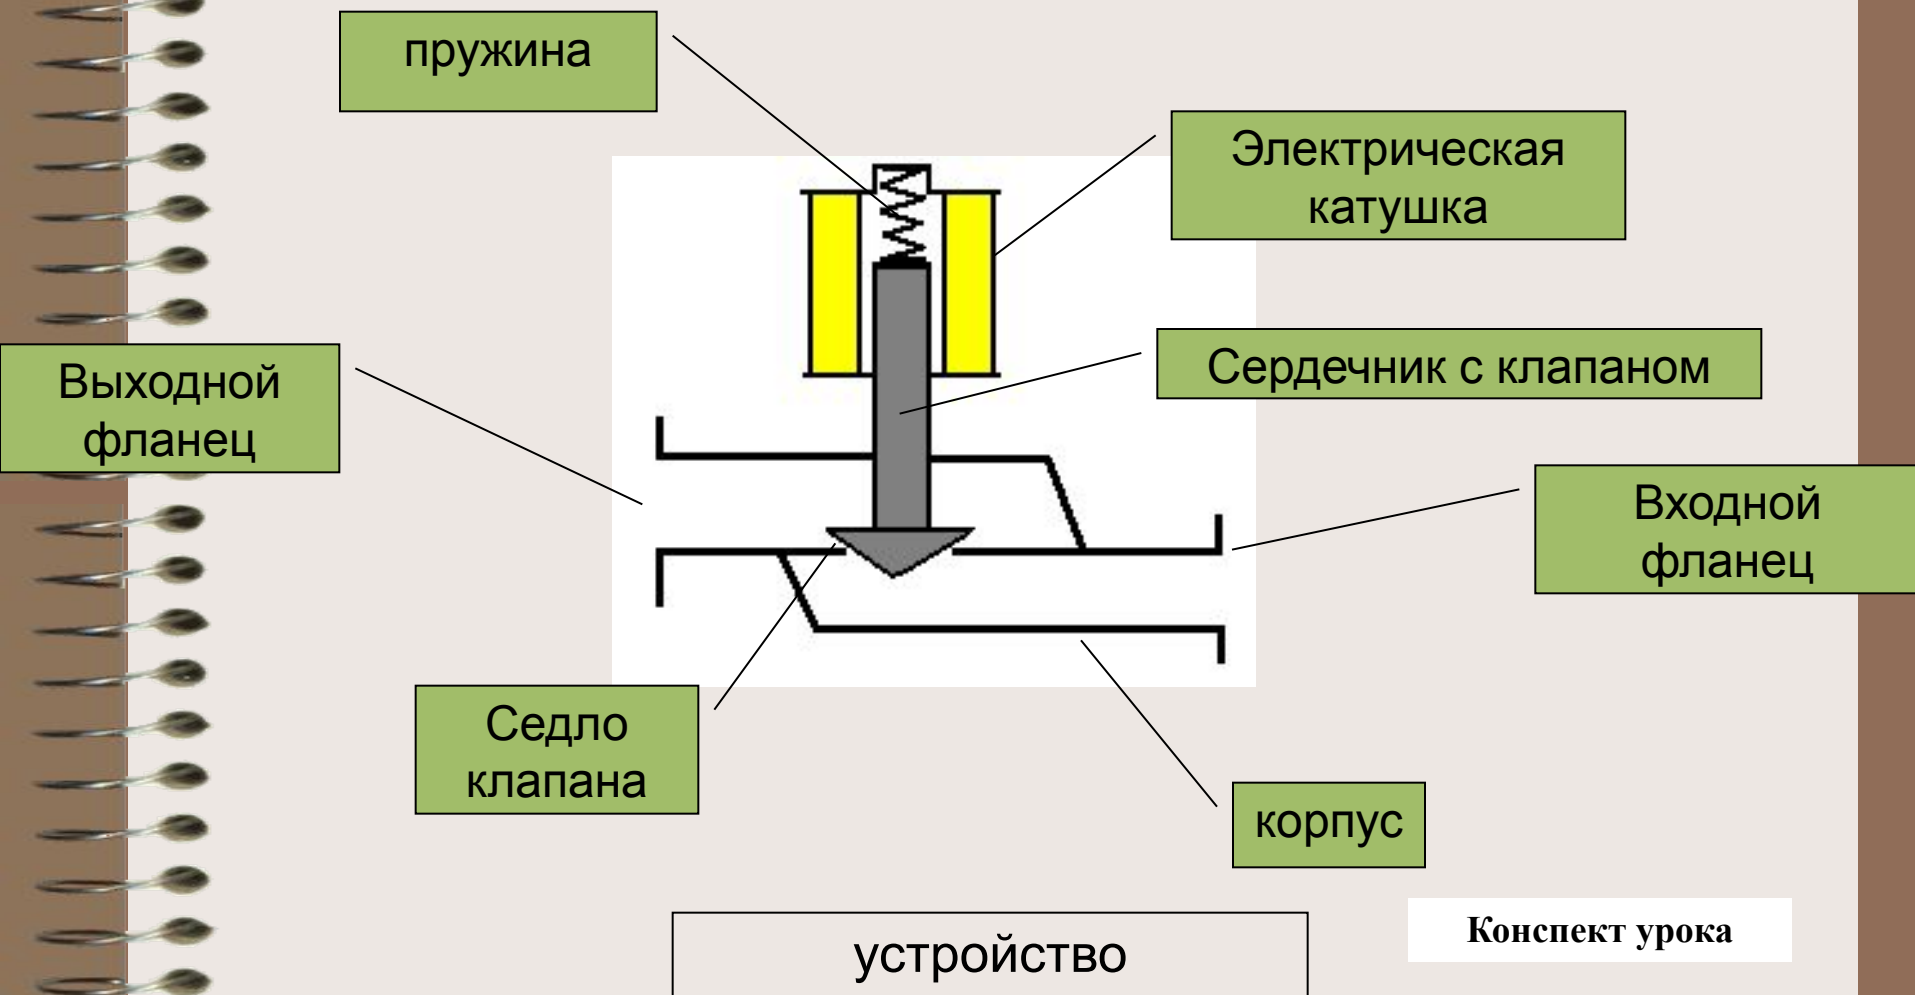 пружина
Электрическая
катушка
Сердечник с клапаном
Выходной
фланец
Входной
фланец
Седло
клапана
корпус
Конспект урока
устройство